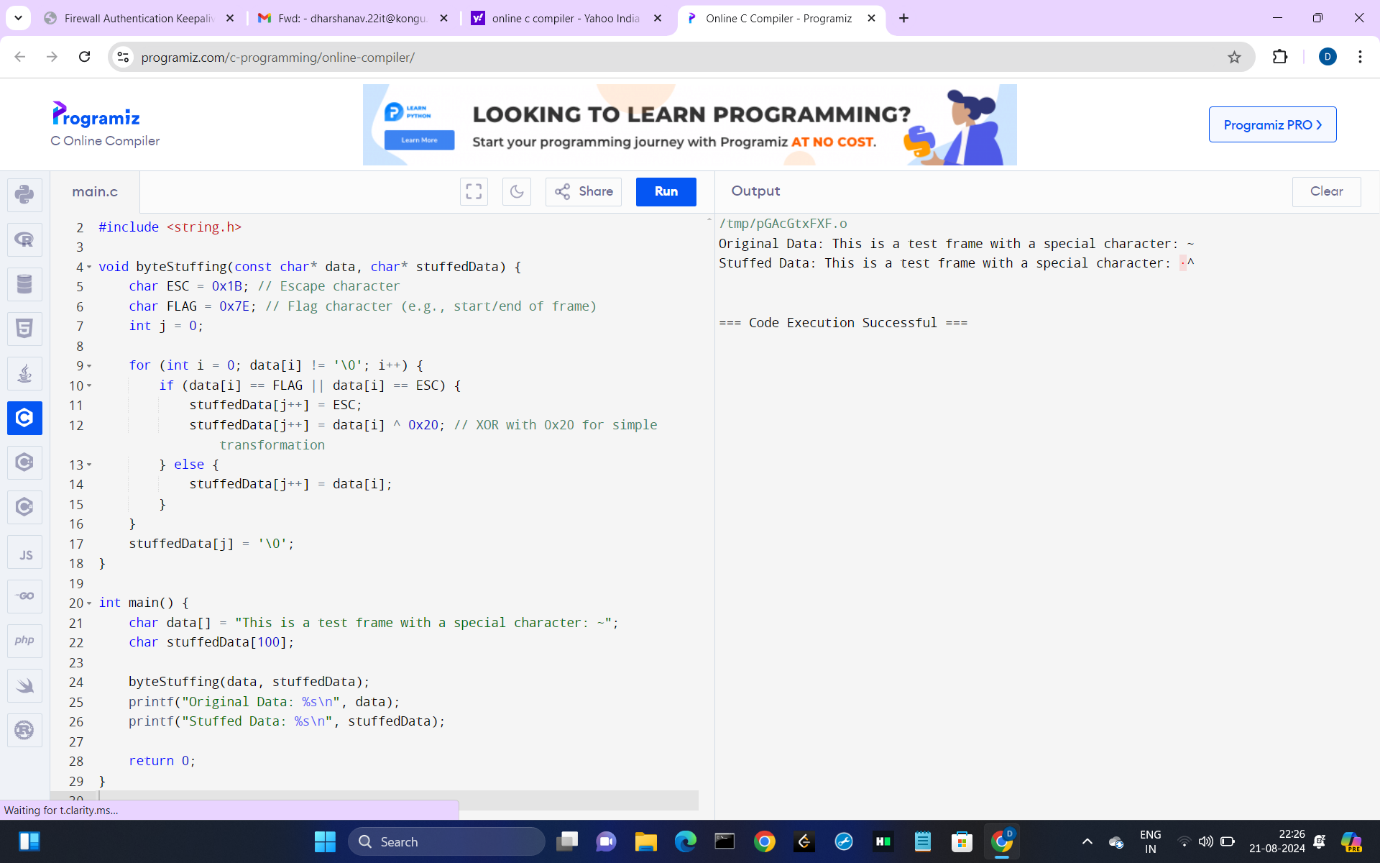 Firewall Authentication Keepaliv
Fwd: - dharshanav.22it@kongu.
online c compiler - Yahoo India
Online C Compiler - Programiz
programiz.com/c-programming/online-compiler/
D
Programiz
C Online Compiler
LEARN
PYTHON
Learn More
LOOKING TO LEARN PROGRAMMING?
Start your programming journey with Programiz AT NO COST.
Programiz PRO
main.c
Share
Run
Output
Clear
2 #include <string.h>
3
4 void byteStuffing(const char* data, char* stuffedData) {
5     char ESC = 0x1B; // Escape character
6     char FLAG = 0x7E; // Flag character (e.g., start/end of frame)
7     int j = 0;
8
9     for (int i = 0; data[i] != '\0'; i++) {
10         if (data[i] == FLAG || data[i] == ESC) {
11             stuffedData[j++] = ESC;
12             stuffedData[j++] = data[i] ^ 0x20; // XOR with 0x20 for simple
transformation
13         } else {
14             stuffedData[j++] = data[i];
15         }
16     }
17     stuffedData[j] = '\0';
18 }
19
20 int main() {
21     char data[] = "This is a test frame with a special character: ~";
22     char stuffedData[100];
23
24     byteStuffing(data, stuffedData);
25     printf("Original Data: %s\n", data);
26     printf("Stuffed Data: %s\n", stuffedData);
27
28     return 0;
29 }
30
/tmp/pGAcGtxFXF.o
Original Data: This is a test frame with a special character: ~
Stuffed Data: This is a test frame with a special character: ·^
=== Code Execution Successful ===
JS
GO
php
Waiting for t.clarity.ms...
Search
D
ENG
IN
22:26
21-08-2024
PRE